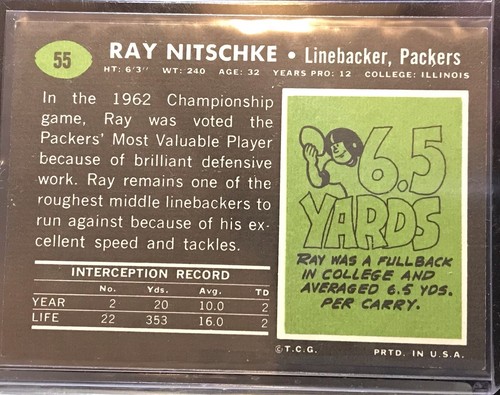 55
RAY NITSCHKE • Linebacker, Packers
HT: 6'3" WT: 240 AGE: 32 YEARS PRO: 12 COLLEGE: ILLINOIS
In the 1962 Championship
game, Ray was voted the
Packers' Most Valuable Player
because of brilliant defensive
work. Ray remains one of the
roughest middle linebackers to
run against because of his ex-
cellent speed and tackles.
INTERCEPTION RECORD
No. Yds. Avg. TD
YEAR 2 20 10.0 2
LIFE 22 353 16.0 2
6.5
YARDS
RAY WAS A FULLBACK
IN COLLEGE AND
AVERAGED 6.5 YDS.
PER CARRY.
©T.C.G. PRTD. IN U.S.A.